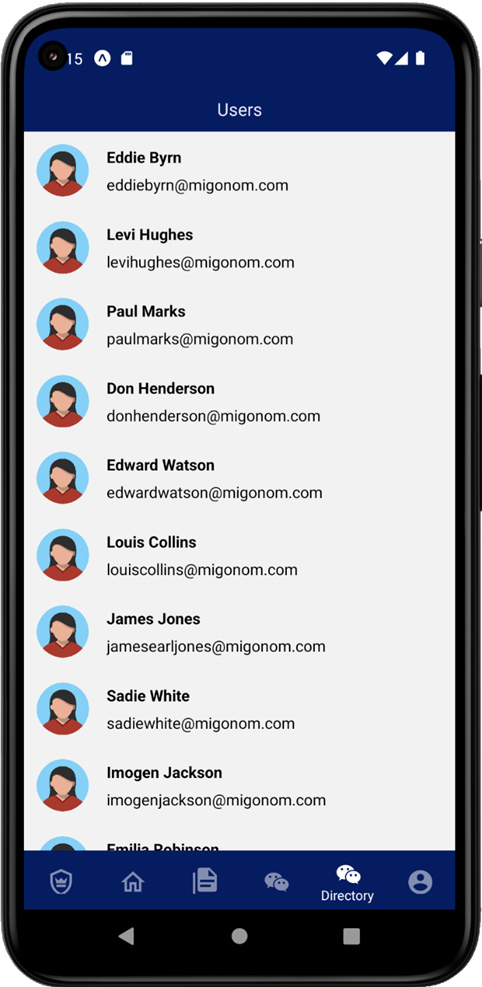 15
Users
Eddie Byrn
eddiebyrn@migonom.com
Levi Hughes
levihughes@migonom.com
Paul Marks
paulmarks@migonom.com
Don Henderson
donhenderson@migonom.com
Edward Watson
edwardwatson@migonom.com
Louis Collins
louiscollins@migonom.com
James Jones
jamesearljones@migonom.com
Sadie White
sadiewhite@migonom.com
Imogen Jackson
imogenjackson@migonom.com
Emilia Robinson
Directory